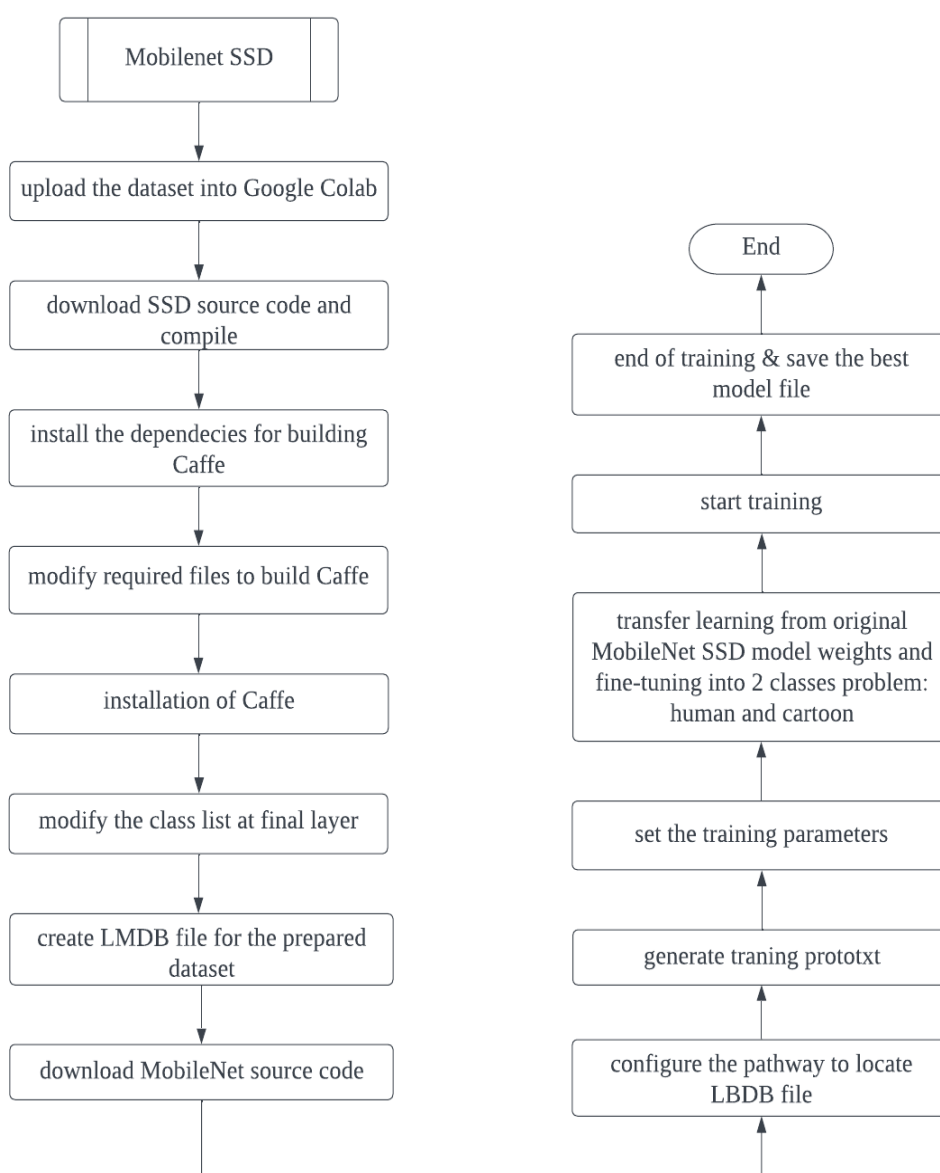 Mobilenet SSD
upload the dataset into Google Colab
download SSD source code and
compile
install the dependecies for building
Caffe
modify required files to build Caffe
installation of Caffe
modify the class list at final layer
create LMDB file for the prepared
dataset
download MobileNet source code
End
end of training & save the best
model file
start training
transfer learning from original
MobileNet SSD model weights and
fine-tuning into 2 classes problem:
human and cartoon
set the training parameters
generate traning prototxt
configure the pathway to locate
LBDB file